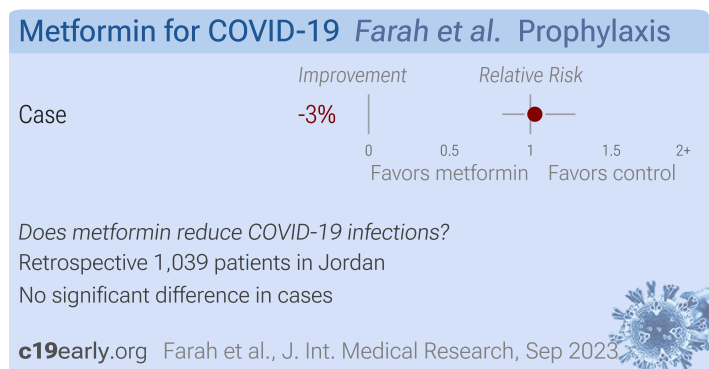 Metformin for COVID-19 Farah et al. Prophylaxis
Improvement Relative Risk
Case -3%
0 0.5 1 1.5 2+
Favors metformin Favors control
Does metformin reduce COVID-19 infections?
Retrospective 1,039 patients in Jordan
No significant difference in cases
c19early.org Farah et al., J. Int. Medical Research, Sep 2023